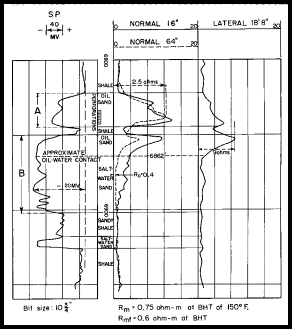 SP
- 40 +
MV
NORMAL 16"
0 20
NORMAL 64"
0 20
LATERAL 18'8"
0 20
SHALE
2.5 ohms
OIL
SAND
PERFORATIONS
A
SHALE
OIL
SAND
APPROXIMATE
OIL-WATER CONTACT
6862
9ohms
B
SALT
WATER
SAND
Ro=0.4
- 20MV
6900
SANDY
SHALE
SALT-
WATER
SAND
SHALE
Bit size: 10 3/4"
Rm = 0.75 ohm-m at BHT of 150° F.
Rmf = 0.6 ohm-m at BHT